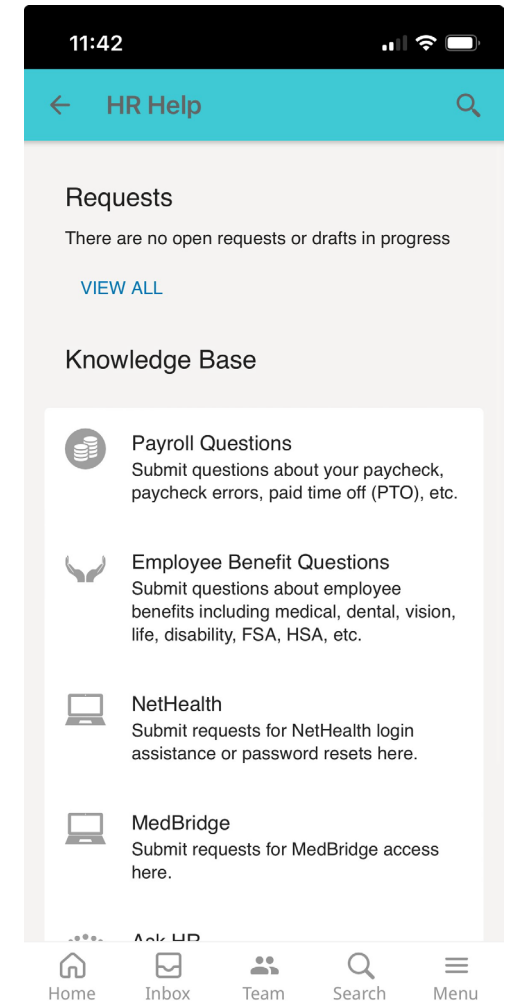 11:42
HR Help
Requests
There are no open requests or drafts in progress
VIEW ALL
Knowledge Base
Payroll Questions
Submit questions about your paycheck,
paycheck errors, paid time off (PTO), etc.
Employee Benefit Questions
Submit questions about employee
benefits including medical, dental, vision,
life, disability, FSA, HSA, etc.
NetHealth
Submit requests for NetHealth login
assistance or password resets here.
MedBridge
Submit requests for MedBridge access
here.
Ask HR
Home Inbox Team Search Menu